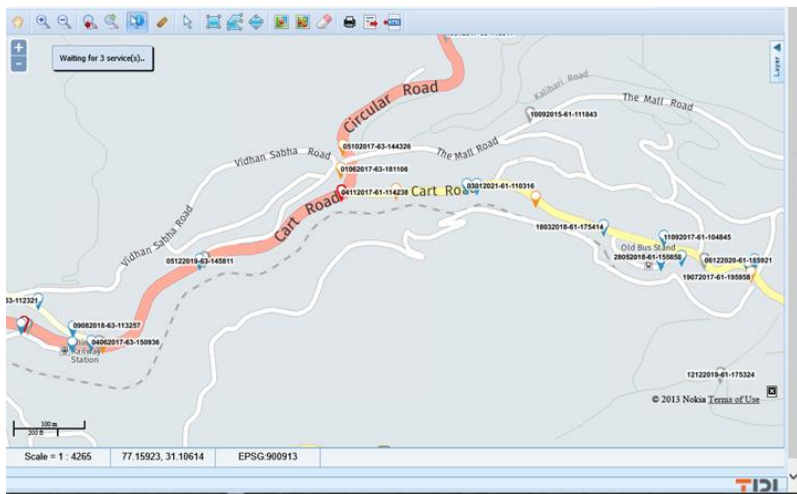 Layer
Waiting for 3 service(s)..
Circular Road
Kalibari Road
The Mall Road
10092015-61-111843
05102017-63-144326
The Mall Road
Vidhan Sabha Road
01062017-63-181106
04112017-61-114238
Cart Road
03012021-61-110316
Cart Road
18032018-61-175414
11092017-61-104845
Old Bus Stand
28052018-61-155858
06122020-61-185921
19072017-61-195958
Vidhan Sabha Road
05122019-63-145811
63-112321
09082018-63-113257
04062017-63-150936
Railway
Station
12122019-61-175324
© 2013 Nokia Terms of Use
100 m
200 ft
Scale = 1 : 4265
77.15923, 31.10614
EPSG:900913
TIDI